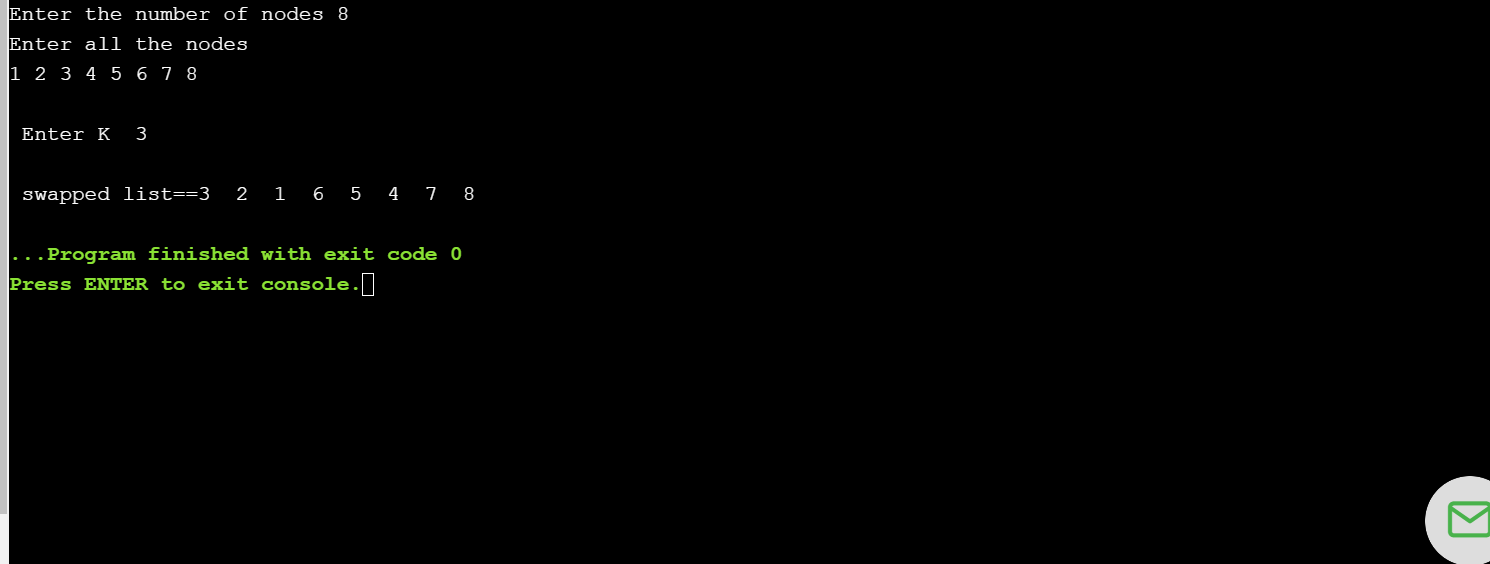 Enter the number of nodes 8
Enter all the nodes
1 2 3 4 5 6 7 8
Enter K  3
swapped list==3  2  1  6  5  4  7  8
...Program finished with exit code 0
Press ENTER to exit console.